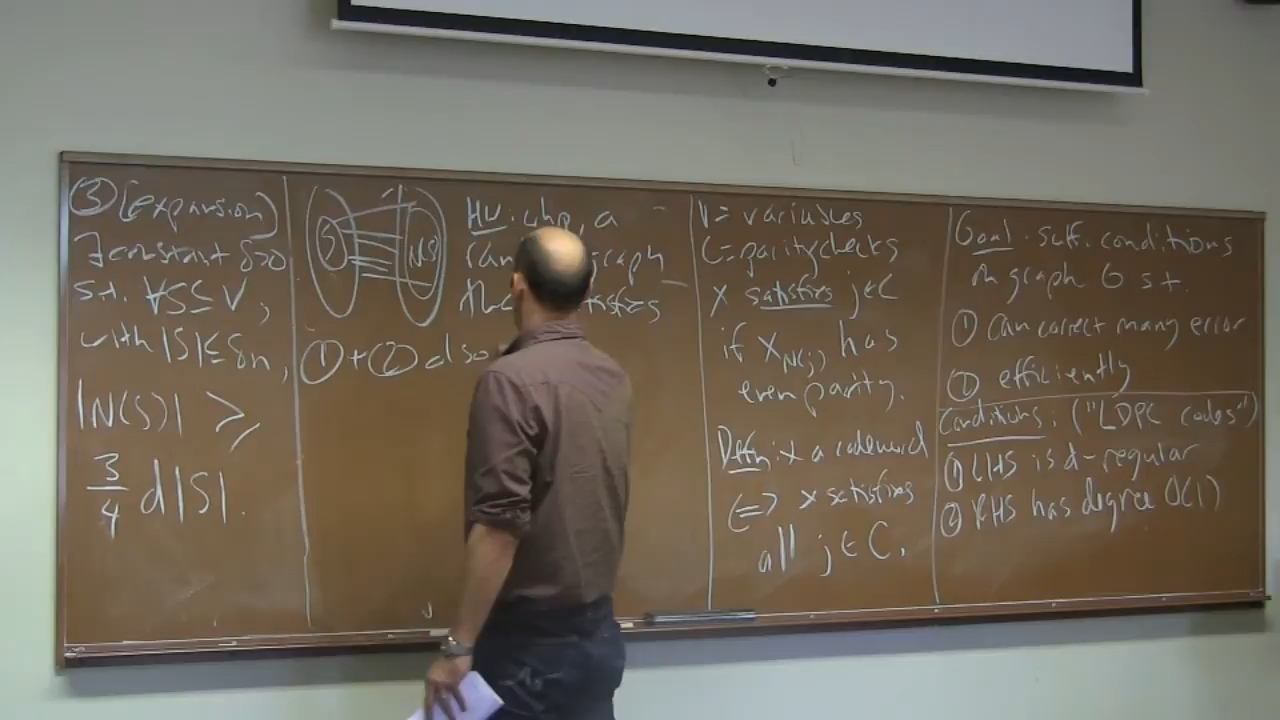 ③ (expansion)
∃ constant δ>0
s.t. ∀S⊆V,
with |S|≤δn,
|N(S)| ≥
3/4 d|S|.
S
N(S)
HW: whp, a
graph
satisfies
①+② also
V = variables
C = parity checks
x satisfies j∈C
if x_N(j) has
even parity.
Defn: x a codeword
⟺ x satisfies
all j∈C.
Goal: suff. conditions
on graph G s.t.
① Can correct many error
② efficiently
Conditions: ("LDPC codes")
① LHS is d-regular
② RHS has degree O(1)